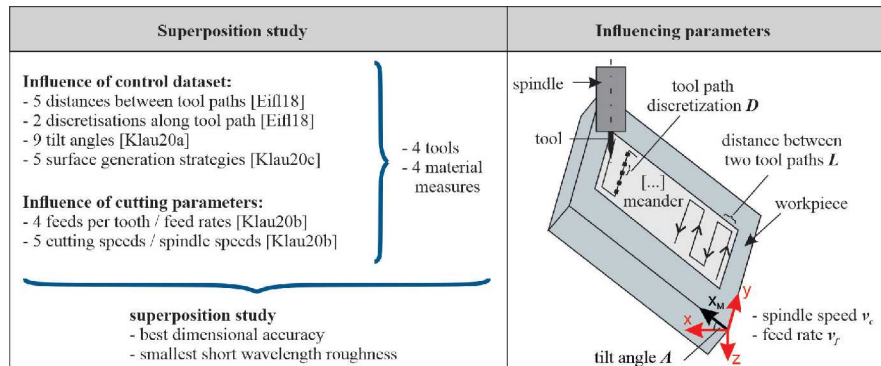 Superposition study
Influence of control dataset:
- 5 distances between tool paths [Eifl18]
- 2 discretisations along tool path [Eifl18]
- 9 tilt angles [Klau20a]
- 5 surface generation strategies [Klau20c]
Influence of cutting parameters:
- 4 feeds per tooth / feed rates [Klau20b]
- 5 cutting speeds / spindle speeds [Klau20b]
- 4 tools
- 4 material
measures
superposition study
- best dimensional accuracy
- smallest short wavelength roughness
Influencing parameters
spindle
tool path
discretization D
tool
distance between
two tool paths L
[...]
meander
workpiece
y
x_M
x
z
- spindle speed v_c
- feed rate v_f
tilt angle A